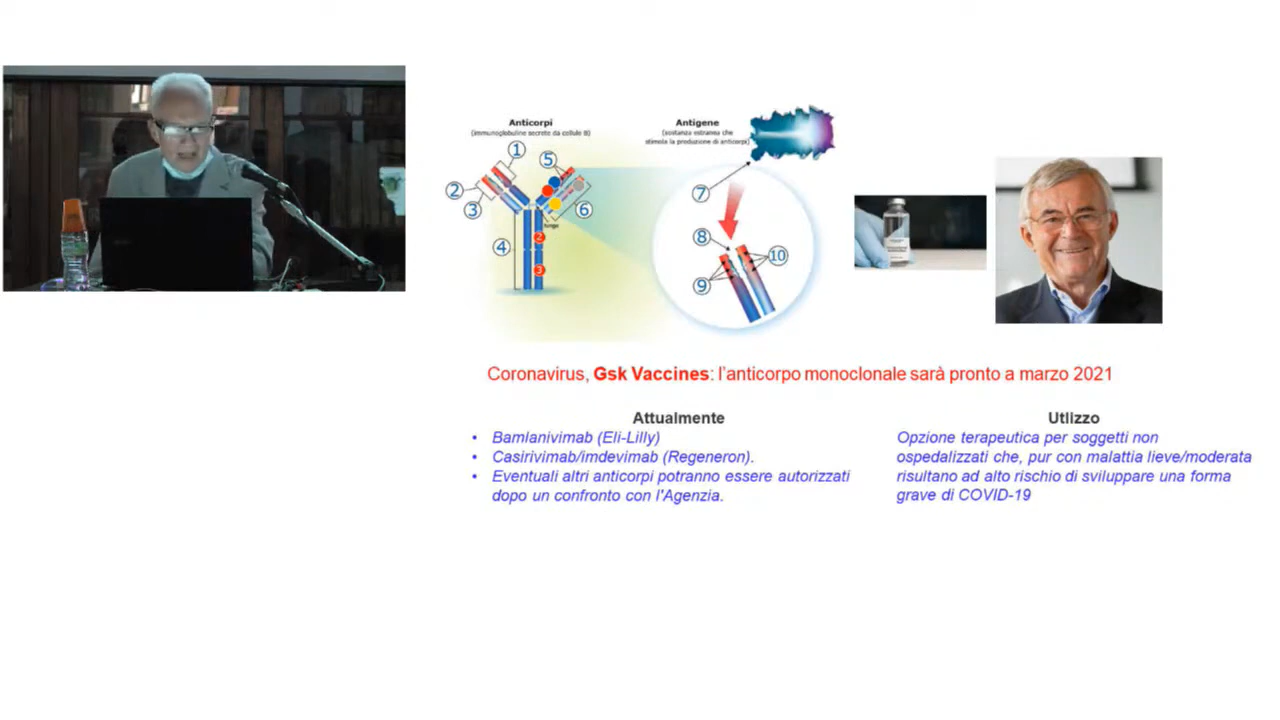 Anticorpi
(immunoglobuline secrete da cellule B)
Antigene
(sostanza estranea che
stimola la produzione di anticorpi)
1
2
3
4
5
6
lunga
2
3
7
8
9
10
Coronavirus, Gsk Vaccines: l'anticorpo monoclonale sarà pronto a marzo 2021
Attualmente
• Bamlanivimab (Eli-Lilly)
• Casirivimab/imdevimab (Regeneron).
• Eventuali altri anticorpi potranno essere autorizzati
dopo un confronto con l'Agenzia.
Utlizzo
Opzione terapeutica per soggetti non
ospedalizzati che, pur con malattia lieve/moderata
risultano ad alto rischio di sviluppare una forma
grave di COVID-19